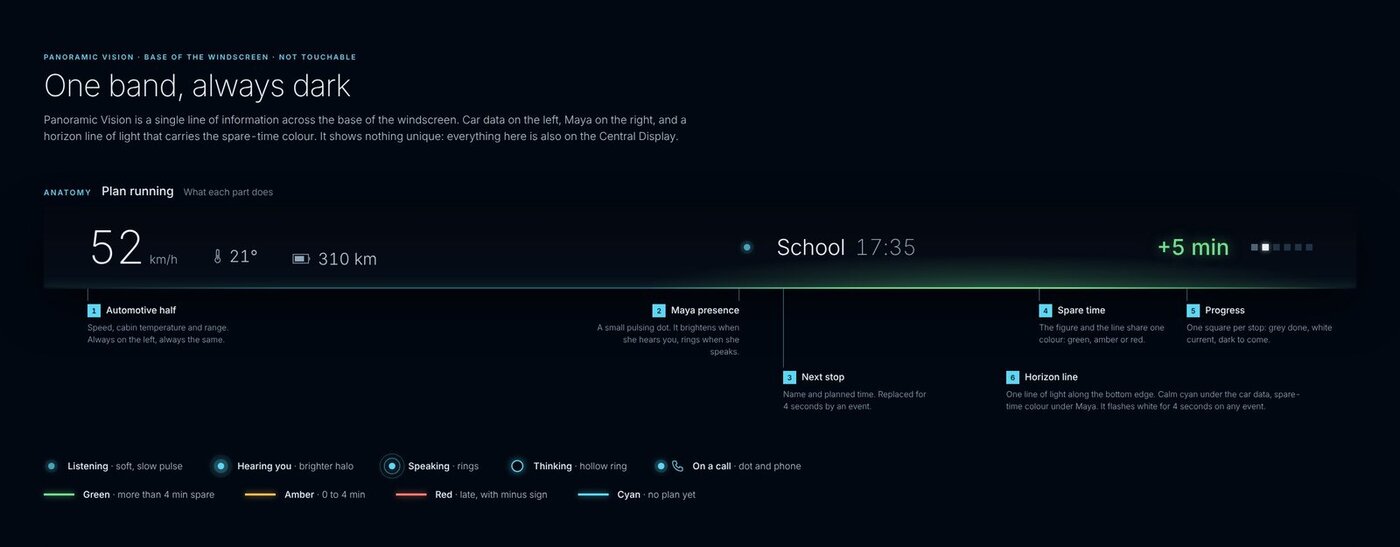 PANORAMIC VISION · BASE OF THE WINDSCREEN · NOT TOUCHABLE
One band, always dark
Panoramic Vision is a single line of information across the base of the windscreen. Car data on the left, Maya on the right, and a
horizon line of light that carries the spare-time colour. It shows nothing unique: everything here is also on the Central Display.
ANATOMY Plan running What each part does
52 km/h 21° 310 km School 17:35 +5 min
1 Automotive half
Speed, cabin temperature and range.
Always on the left, always the same.
2 Maya presence
A small pulsing dot. It brightens when
she hears you, rings when she
speaks.
4 Spare time
The figure and the line share one
colour: green, amber or red.
5 Progress
One square per stop: grey done, white
current, dark to come.
3 Next stop
Name and planned time. Replaced for
4 seconds by an event.
6 Horizon line
One line of light along the bottom edge. Calm cyan under the car data, spare-
time colour under Maya. It flashes white for 4 seconds on any event.
Listening · soft, slow pulse Hearing you · brighter halo Speaking · rings Thinking · hollow ring On a call · dot and phone
Green · more than 4 min spare Amber · 0 to 4 min Red · late, with minus sign Cyan · no plan yet